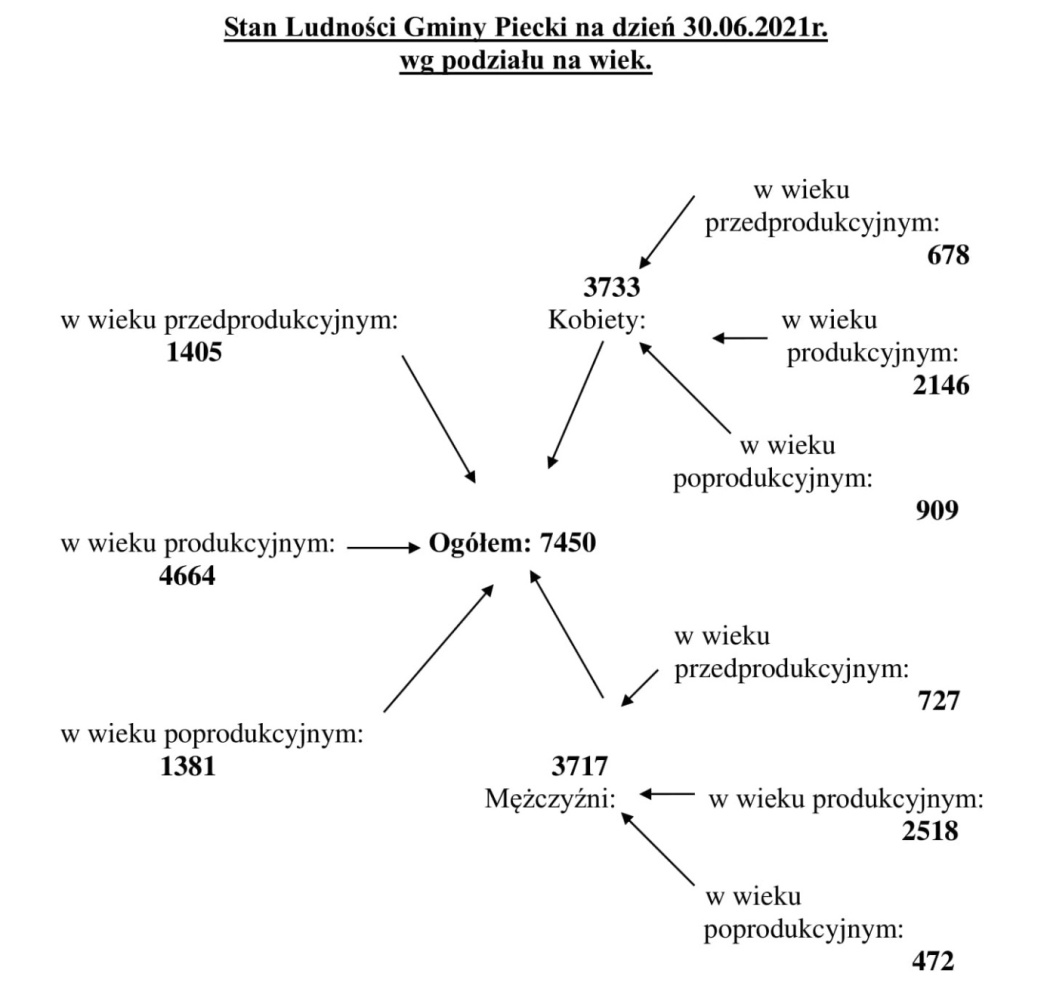 Stan Ludności Gminy Piecki na dzień 30.06.2021r.
wg podziału na wiek.
w wieku
przedprodukcyjnym:
678
3733
Kobiety:
w wieku przedprodukcyjnym:
1405
w wieku
produkcyjnym:
2146
w wieku
poprodukcyjnym:
909
w wieku produkcyjnym:
4664
Ogółem: 7450
w wieku
przedprodukcyjnym:
727
w wieku poprodukcyjnym:
1381
3717
Mężczyźni:
w wieku produkcyjnym:
2518
w wieku
poprodukcyjnym:
472